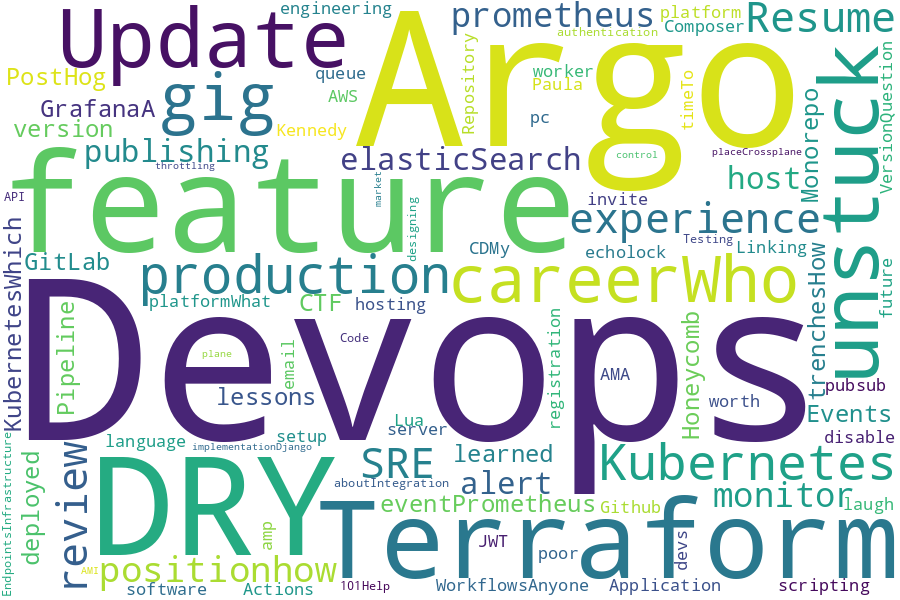 engineering
Update
Argo
prometheus
platform
Composer
authentication
Resume
PostHog
gig
queue
AWS
worker
Paula
pc
Repository
timeTo
unstuck
VersionQuestion
GrafanaA
version
Kennedy
publishing
throttling
elasticSearch
control
placeCrossplane
Monorepo
host
API
feature
market
designing
invite
experience
Testing
Linking
CDMy
echolock
KubernetesWhich
GitLab
production
careerWho
platformWhat
CTF
hosting
trenchesHow
future
Devops
Pipeline
plane
Code
email
lessons
registration
AMA
Honeycomb
worth
pubsub
Events
disable
Lua
server
language
setup
implementationDjango
EndpointsInfrastructure
deployed
review
DRY
SRE
learned
alert
aboutIntegration
Kubernetes
monitor
laugh
eventPrometheus
Github
Terraform
amp
JWT
poor
devs
AMI
positionhow
software
Actions
101Help
WorkflowsAnyone
Application
scripting